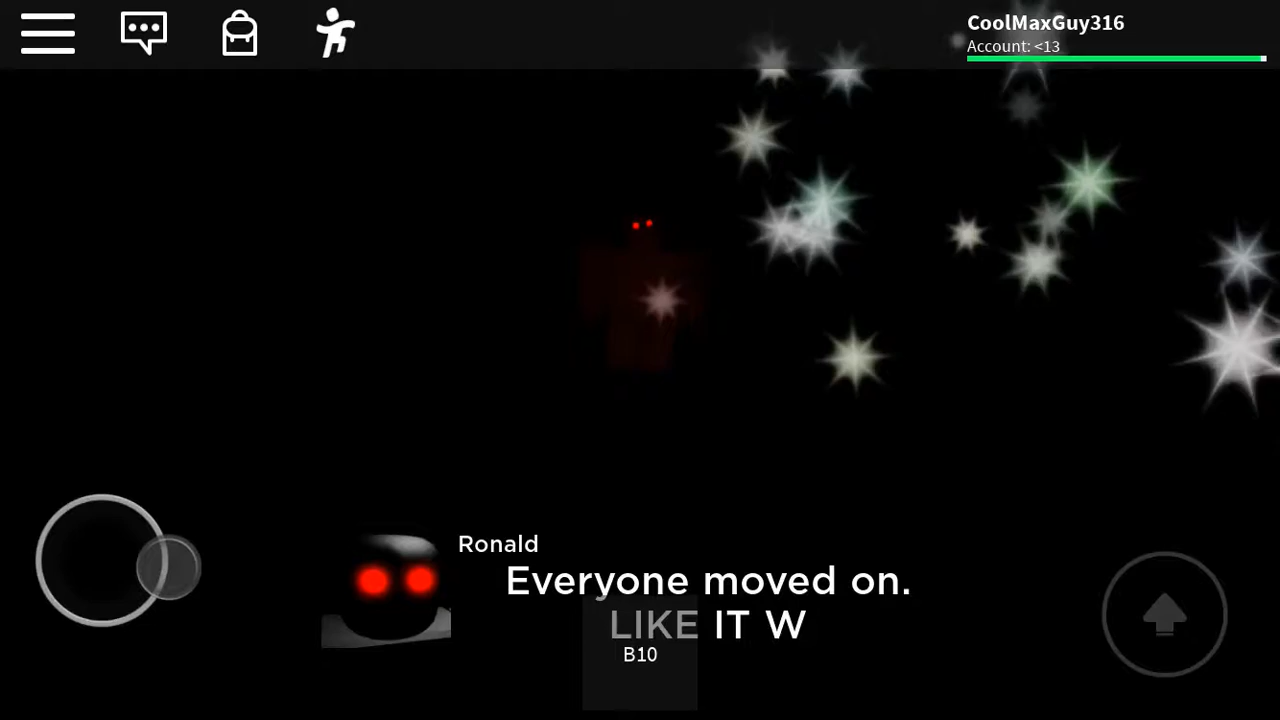 CoolMaxGuy316
Account: <13
Ronald
Everyone moved on.
LIKE IT W
B10